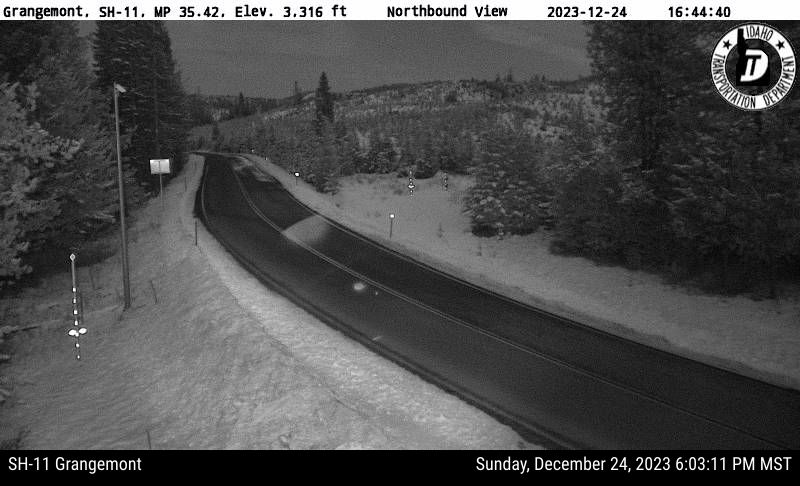 Grangemont, SH-11, MP 35.42, Elev. 3,316 ft Northbound View 2023-12-24 16:44:40
IDAHO
TRANSPORTATION DEPARTMENT
SH-11 Grangemont Sunday, December 24, 2023 6:03:11 PM MST